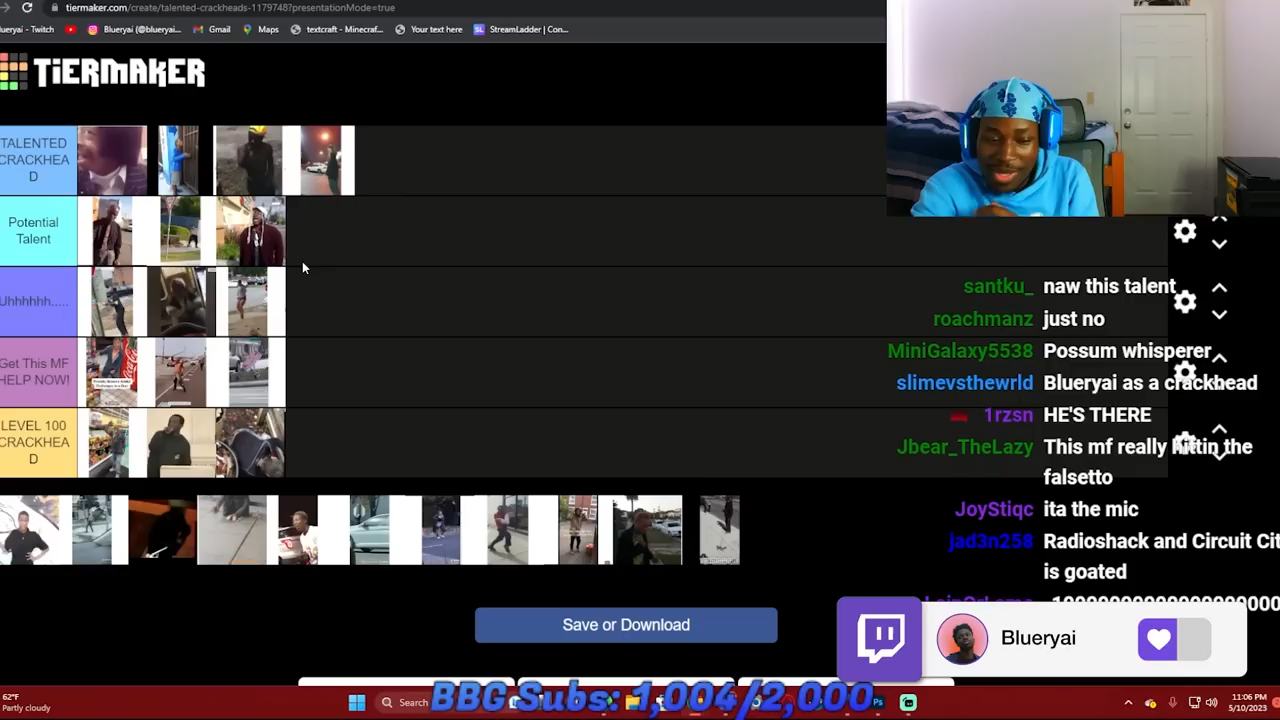 tiermaker.com/create/talented-crackheads-1179748?presentationMode=true
lueryai - Twitch
Blueryai (@blueryai...
Gmail
Maps
textcraft - Minecraf...
Your text here
StreamLadder | Con...
TiERMAKER
TALENTED
CRACKHEA
D
Potential
Talent
Uhhhhhh.....
Get This MF
HELP NOW!
LEVEL 100
CRACKHEA
D
santku_ naw this talent
roachmanz just no
MiniGalaxy5538 Possum whisperer
slimevsthewrld Blueryai as a crackhead
1rzsn HE'S THERE
Jbear_TheLazy This mf really hittin the
falsetto
JoyStiqc ita the mic
jad3n258 Radioshack and Circuit Cit
is goated
Save or Download
Blueryai
62°F
Partly cloudy
Search
BBG Subs: 1,004/2,000
11:06 PM
5/10/2023